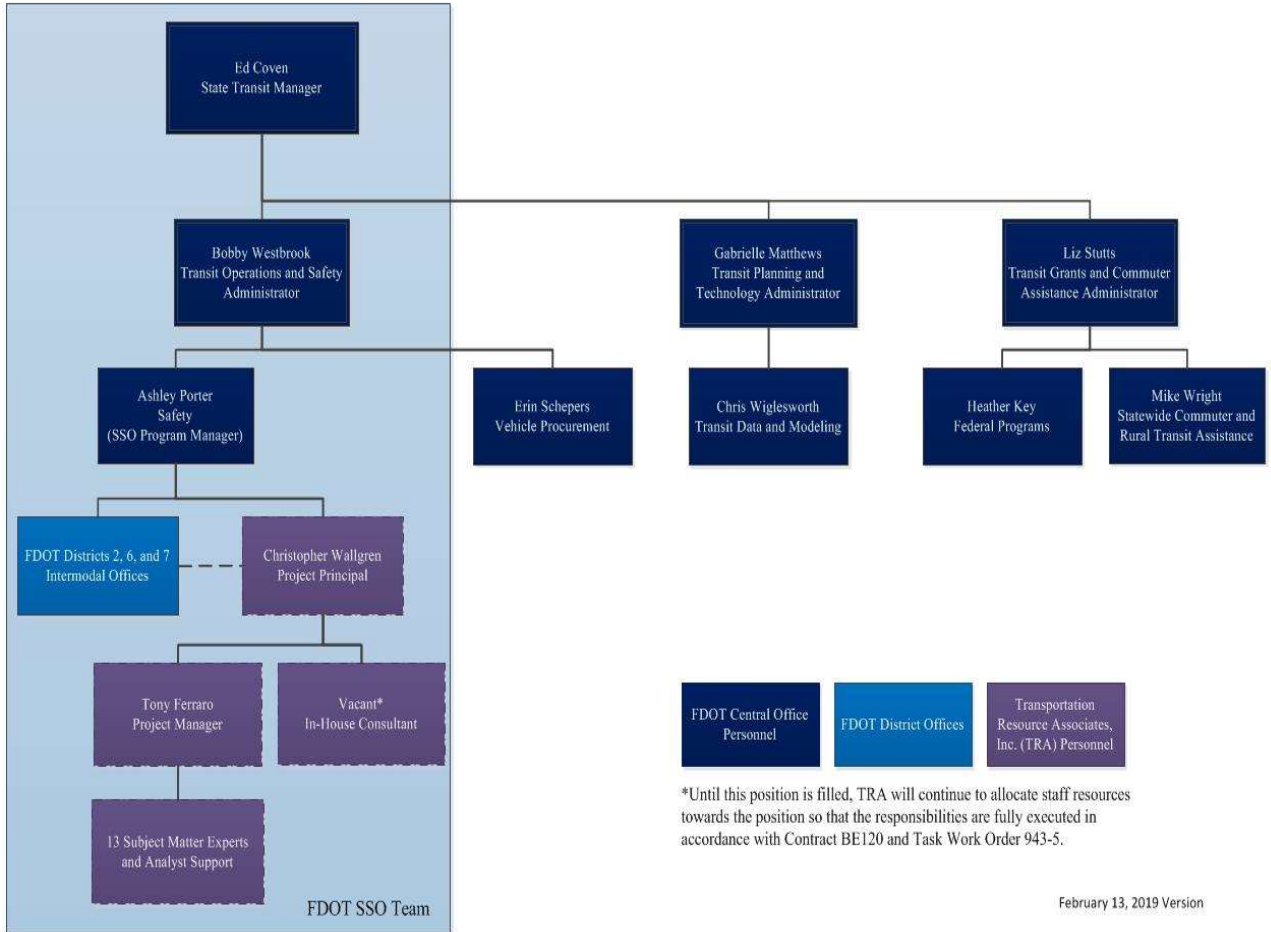 Ed Coven
State Transit Manager
Bobby Westbrook
Transit Operations and Safety
Administrator
Gabrielle Matthews
Transit Planning and
Technology Administrator
Liz Stutts
Transit Grants and Commuter
Assistance Administrator
Ashley Porter
Safety
(SSO Program Manager)
Erin Schepers
Vehicle Procurement
Chris Wiglesworth
Transit Data and Modeling
Heather Key
Federal Programs
Mike Wright
Statewide Commuter and
Rural Transit Assistance
FDOT Districts 2, 6, and 7
Intermodal Offices
Christopher Wallgren
Project Principal
Tony Ferraro
Project Manager
Vacant*
In-House Consultant
13 Subject Matter Experts
and Analyst Support
FDOT SSO Team
FDOT Central Office
Personnel
FDOT District Offices
Transportation
Resource Associates,
Inc. (TRA) Personnel
*Until this position is filled, TRA will continue to allocate staff resources
towards the position so that the responsibilities are fully executed in
accordance with Contract BE120 and Task Work Order 943-5.
February 13, 2019 Version